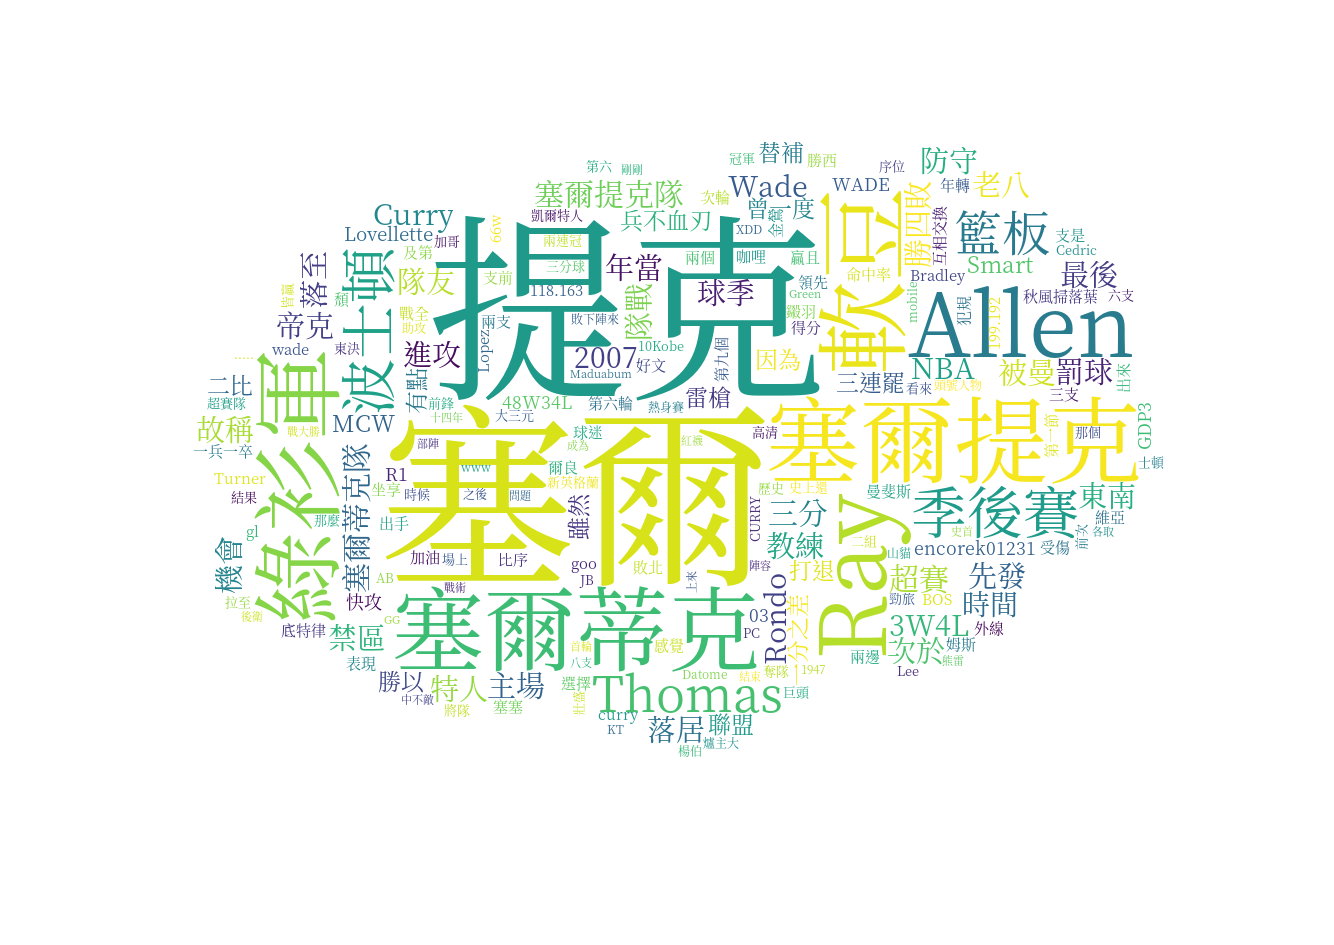 第六
剛剛
冠軍
替補
勝西
序位
防守
塞爾提克隊
次輪
Wade
WADE
年轉
老八
Curry
Lovellette
加哥
66w
凱爾特人
兵不血刃
曾一度
金鶯
XDD
軟豆
勝四敗
互相交換
籃板
支是
Cedric
及第
兩連冠
三分球
提克
年當
兩個
咖哩
贏且
命中率
Bradley
Smart
最後
落至
士頓
隊友
支前
118.163
隊戰
球季
領先
Green
mobile
犯規
秋風掃落葉
六支
皆瀛
頹
戰全
助攻
兩支
敗下陣來
鐵羽
得分
199.192
Allen
帝克
wade
東決
進攻
Lopez
10Kobe
2007
好文
第九個
因為
NBA
被曼
罰球
出來
波
Maduabum
三連罷
看來
頭號人物
三支
二比
超賽隊
軍
有點
前鋒
48W34L
第六輪
熱身賽
雷槍
故稱
戰大勝
MCW
十四年
大三元
塞爾提克
GDP3
一兵一卒
部陣
球迷
成為
紅襪
高清
第一節
那個
Turner
綠衫
塞爾蒂克隊
R1
www
爾良
塞爾
士頓
結果
坐享
時候
之後
問題
新英格蘭
歷史
史上還
曼斐斯
季後賽
東南
那麼
出手
雖然
CURRY
三分
Ray
史首
前次
維亞
各取
gl
機會
加油
場上
比序
敗北
教練
二組
山貓
encorek01231
受傷
AB
戰術
goo
JB
上來
陣容
打退
超賽
先發
拉至
後衛
快攻
塞爾蒂克
Rondo
分之差
勁旅
BOS
時間
底特律
禁區
GG
03
PC
3W4L
外線
表現
首輪
感覺
兩邊
次於
姆斯
熊雷
勝以
特人
主場
八支
選擇
Datome
結束
奪隊
1947
Lee
中不敵
將隊
塞塞
肚盛
Thomas
巨頭
curry
KT
落居
聯盟
爐主大
楊伯